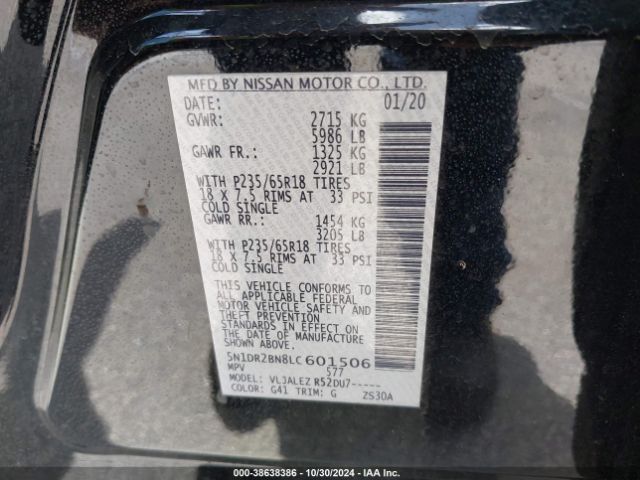 MFD BY NISSAN MOTOR CO., LTD.
DATE: 01/20
GVWR: 2715 KG
5986 LB
GAWR FR.: 1325 KG
2921 LB
WITH P235/65R18 TIRES
18 X 7.5 RIMS AT 33 PSI
COLD SINGLE
GAWR RR.: 1454 KG
3205 LB
WITH P235/65R18 TIRES
18 X 7.5 RIMS AT 33 PSI
COLD SINGLE
THIS VEHICLE CONFORMS TO
ALL APPLICABLE FEDERAL
MOTOR VEHICLE SAFETY AND
THEFT PREVENTION
STANDARDS IN EFFECT ON
THE DATE OF MANUFACTURE
SHOWN ABOVE.
5N1DR2BN8LC601506
MPV 577
MODEL: VLJALEZ R52DU7-----
COLOR: G41 TRIM: G ZS30A
000-38638386 - 10/30/2024 - IAA Inc.